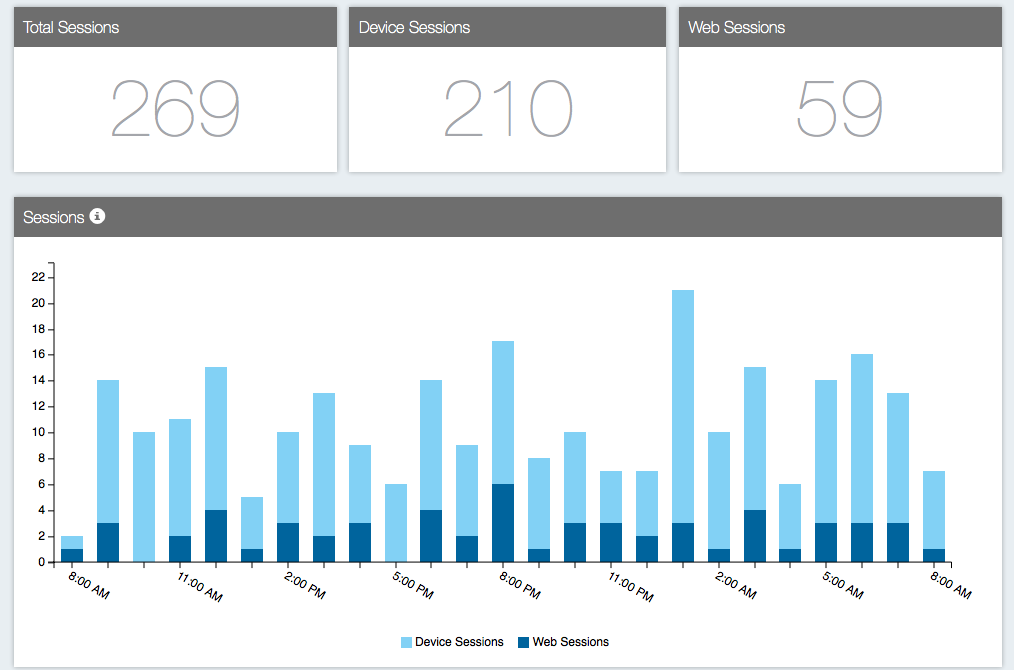 Total Sessions
Device Sessions
Web Sessions
269
210
59
Sessions
22
20
18
16
14
12
10
8
6
4
2
0
8:00 AM
11:00 AM
2:00 PM
5:00 PM
8:00 PM
11:00 PM
2:00 AM
5:00 AM
8:00 AM
Device Sessions
Web Sessions